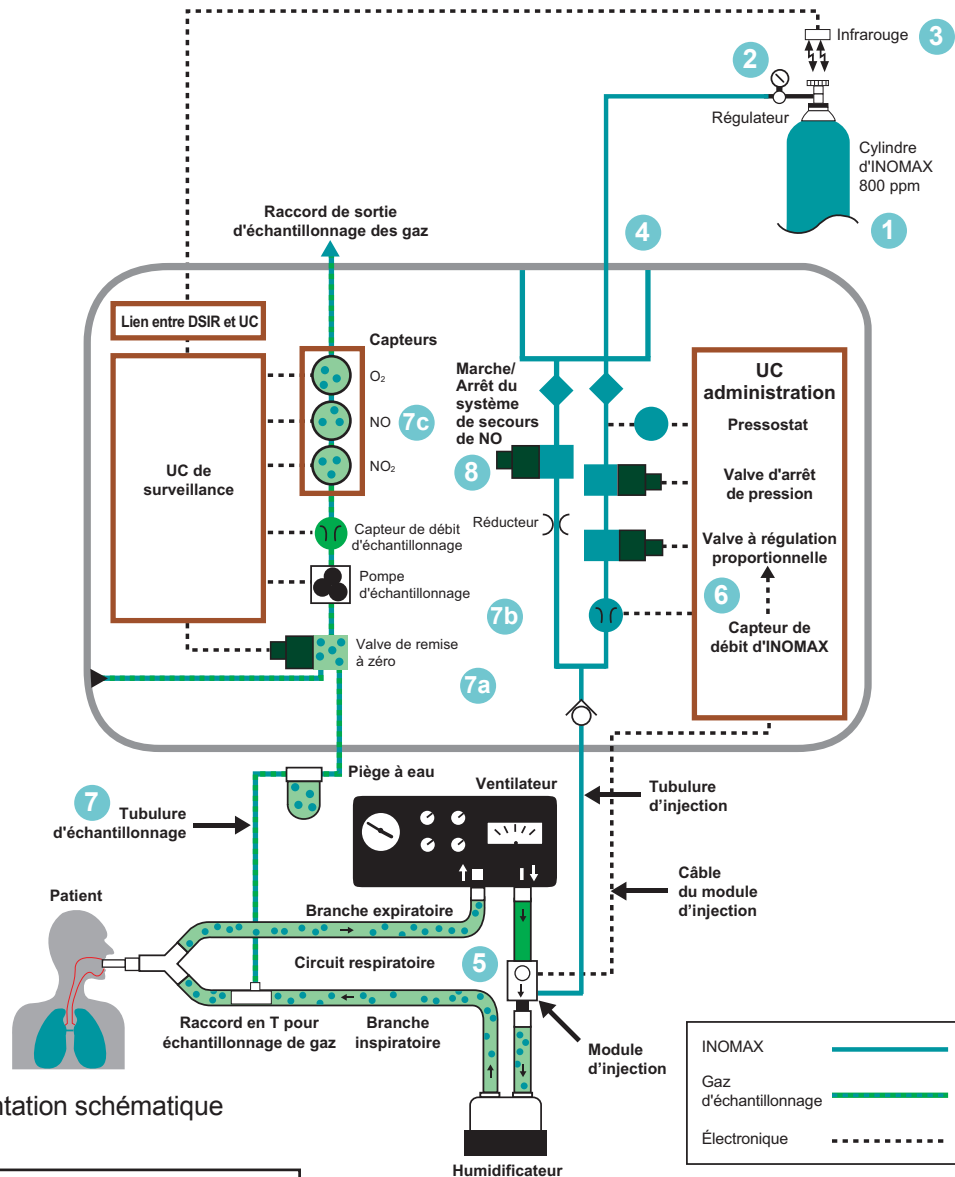 Infrarouge
3
2
Régulateur
Cylindre
d'INOMAX
800 ppm
1
Raccord de sortie
d'échantillonnage des gaz
4
Lien entre DSIR et UC
Capteurs
O₂
NO
7c
NO₂
UC de
surveillance
Marche/
Arrêt du
système
de secours
de NO
8
UC
administration
Pressostat
Valve d'arrêt
de pression
Réducteur
Valve à régulation
proportionnelle
Capteur de débit
d'échantillonnage
Pompe
d'échantillonnage
7b
6
Capteur de
débit d'INOMAX
Valve de remise
à zéro
7a
Piège à eau
Ventilateur
7
Tubulure
d'échantillonnage
Tubulure
d'injection
Câble
du module
d'injection
Patient
Branche expiratoire
Circuit respiratoire
5
Raccord en T pour
échantillonnage de gaz
Branche
inspiratoire
Module
d'injection
INOMAX
Gaz
d'échantillonnage
Électronique
ntation schématique
Humidificateur